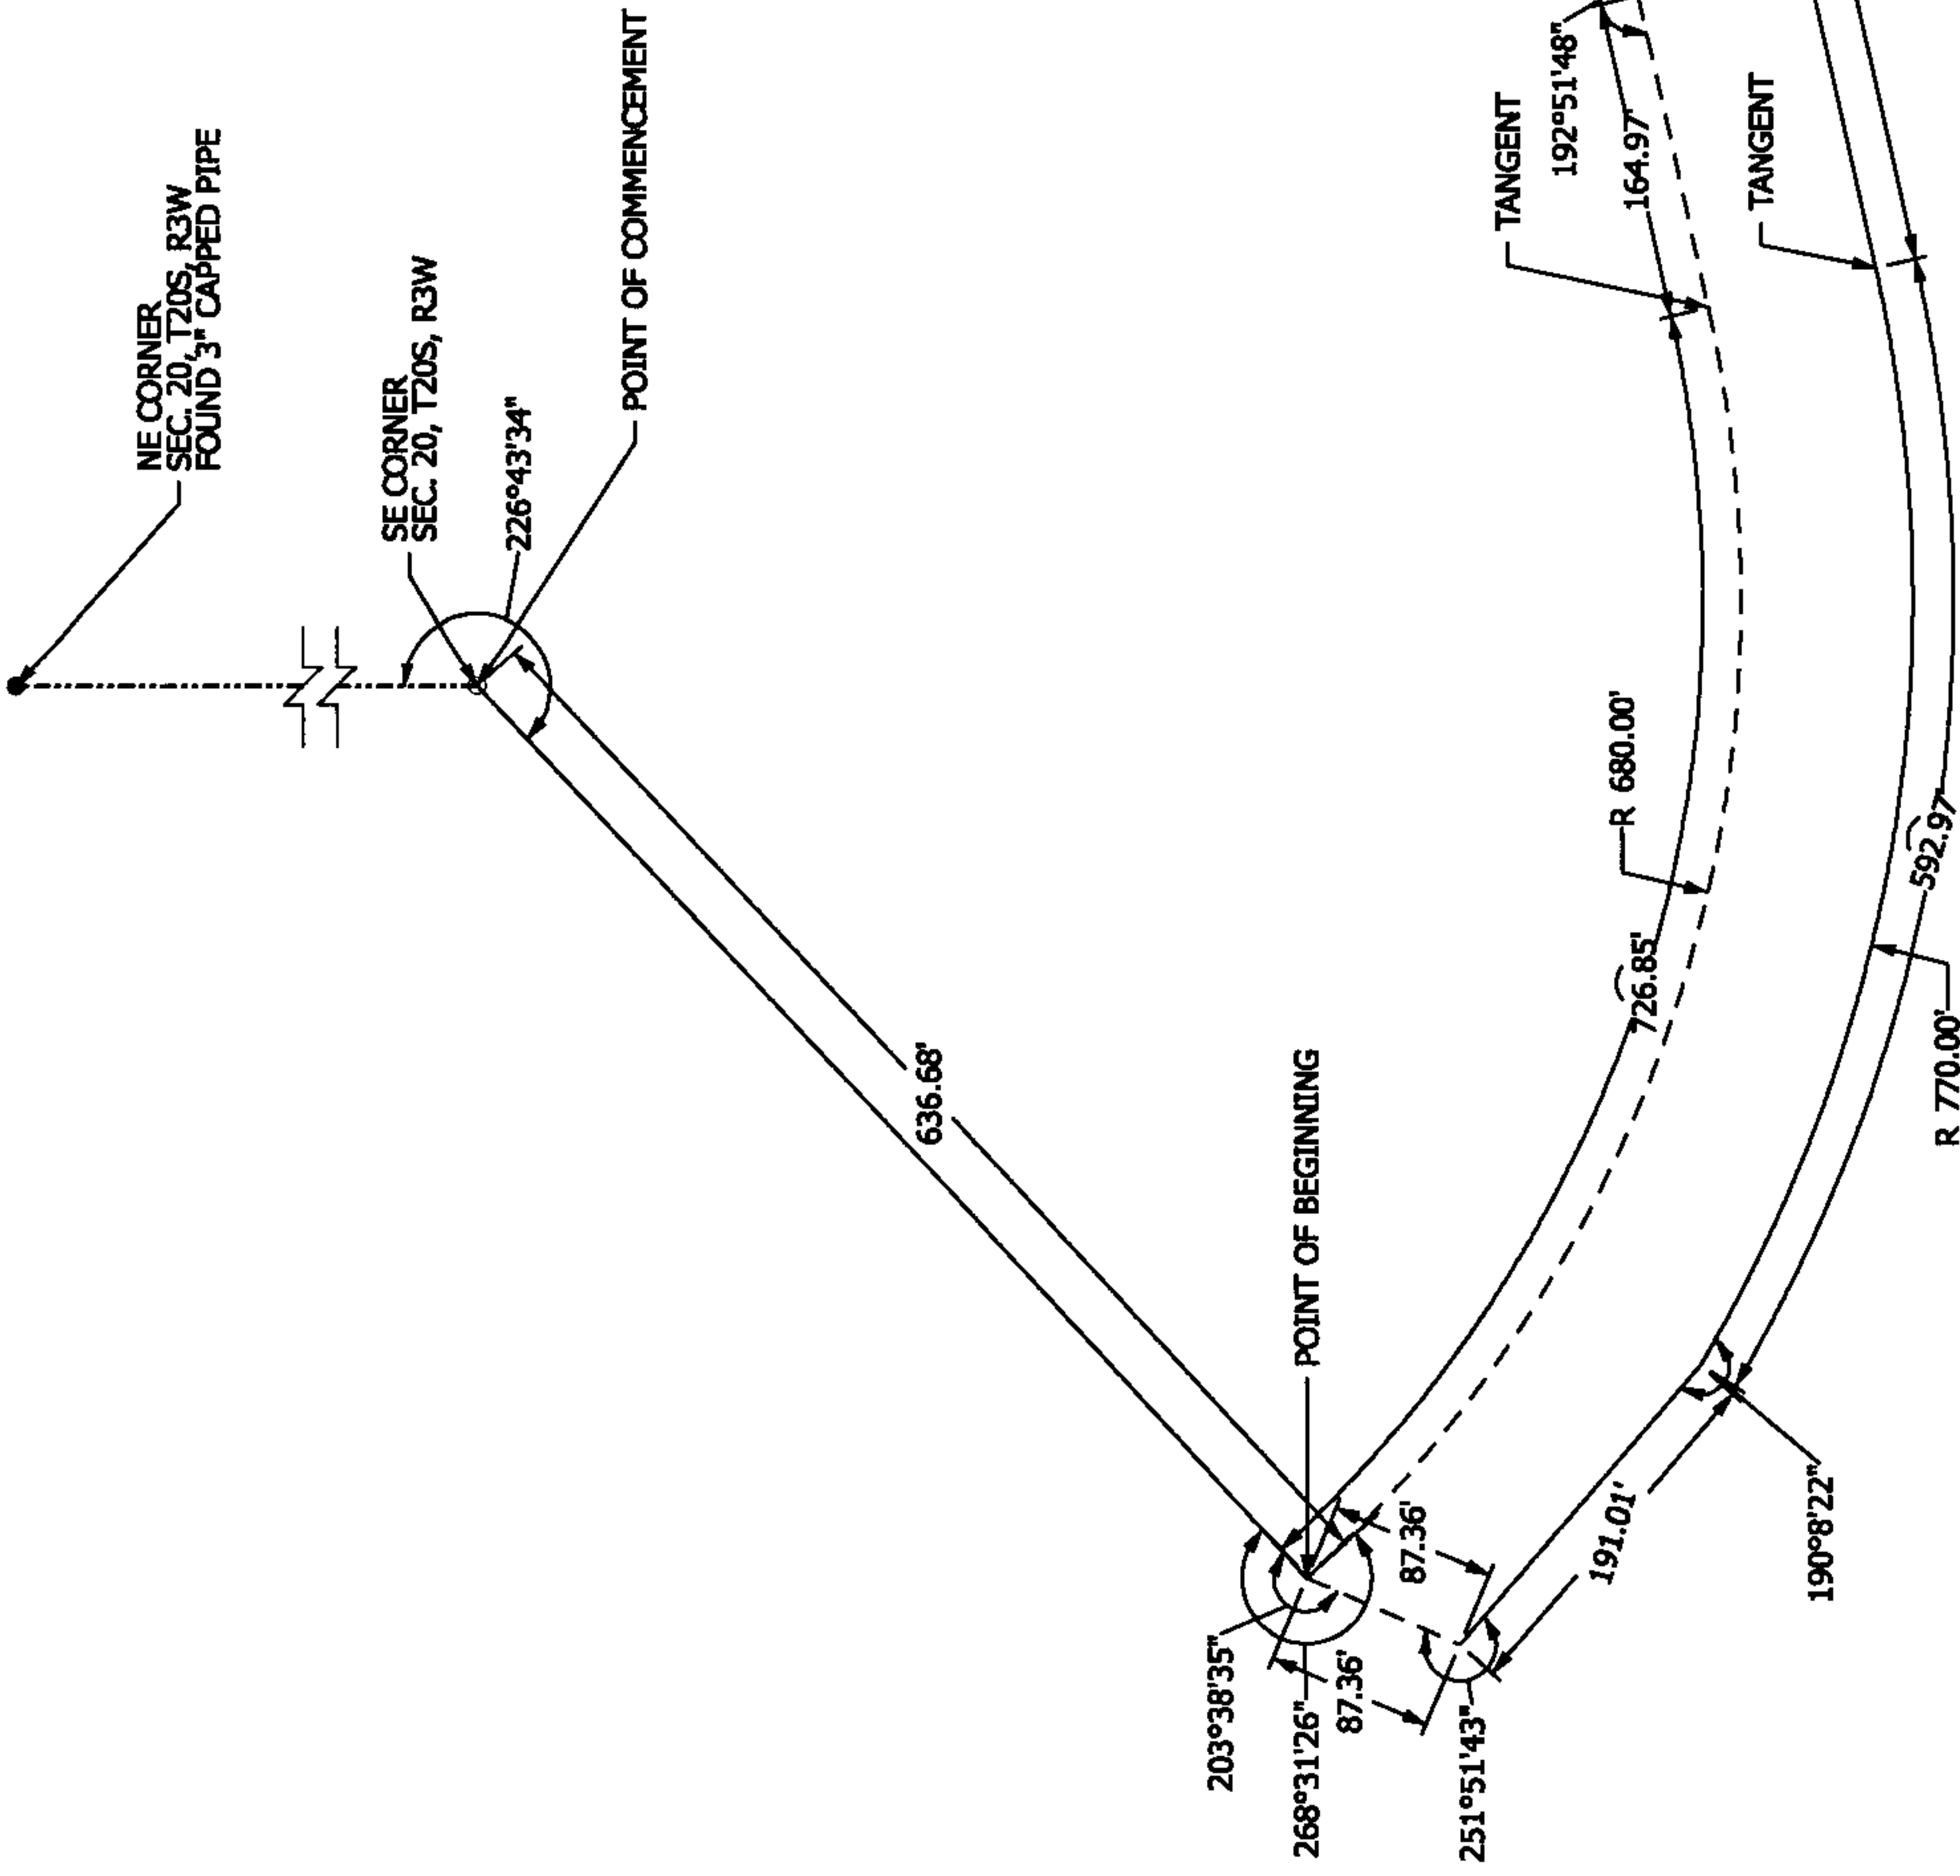 NE CORNER
SEC. 20, T20S, R3W
FOUND 3" CAPPED PIPE
SE CORNER
SEC. 20, T20S, R3W
226°43'34"
POINT OF COMMENCEMENT
636.68'
POINT OF BEGINNING
203°38'35"
268°31'26"
87.36'
87.36'
251°51'43"
191.01'
190°8'22"
TANGENT
192°51'48"
164.97'
TANGENT
R 680.00'
726.85'
592.97'
R 770.00'